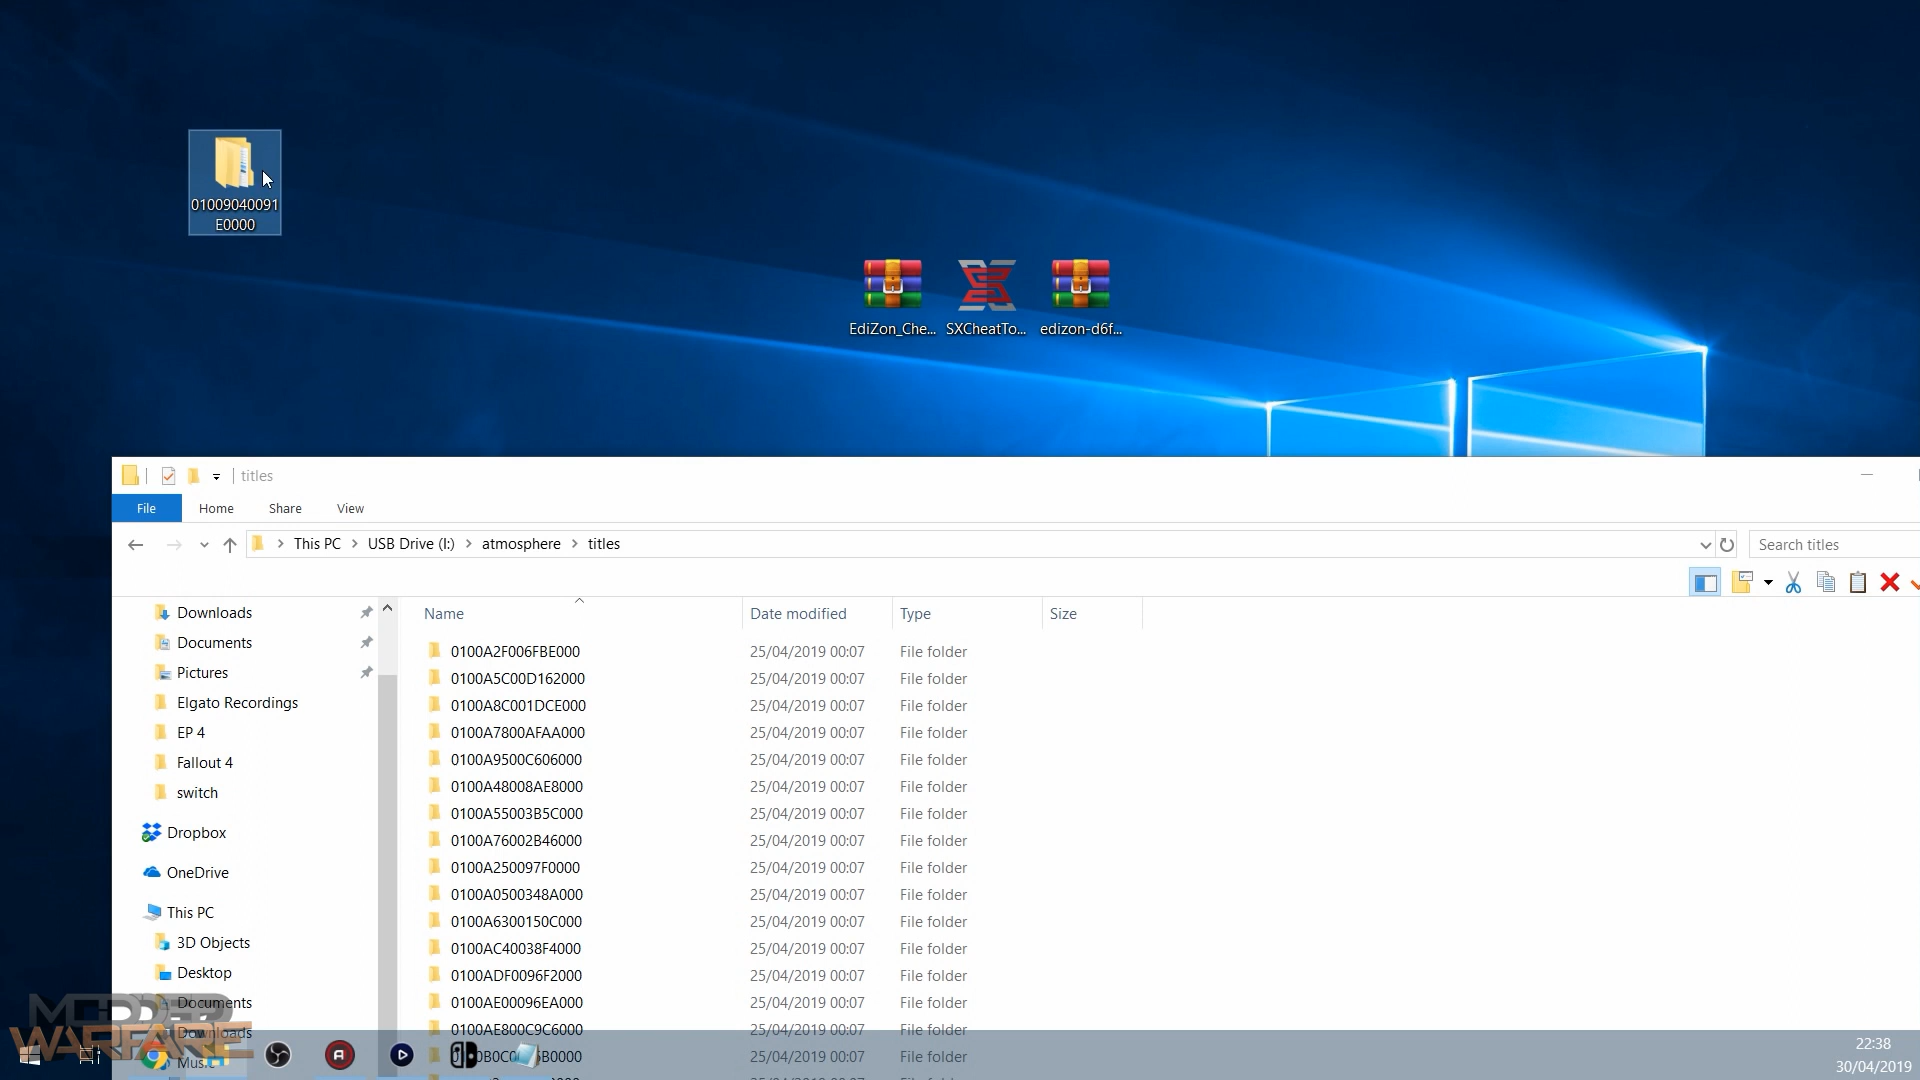 01009040091
E0000
EdiZon_Che...
SXCheatTo...
edizon-d6f...
titles
File
Home
Share
View
This PC
USB Drive (I:)
atmosphere
titles
Search titles
Downloads
Documents
Pictures
Elgato Recordings
EP 4
Fallout 4
switch
Dropbox
OneDrive
This PC
3D Objects
Desktop
Documents
Downloads
Name Date modified Type Size
0100A2F006FBE000 25/04/2019 00:07 File folder
0100A5C00D162000 25/04/2019 00:07 File folder
0100A8C001DCE000 25/04/2019 00:07 File folder
0100A7800AFAA000 25/04/2019 00:07 File folder
0100A9500C606000 25/04/2019 00:07 File folder
0100A48008AE8000 25/04/2019 00:07 File folder
0100A55003B5C000 25/04/2019 00:07 File folder
0100A76002B46000 25/04/2019 00:07 File folder
0100A250097F0000 25/04/2019 00:07 File folder
0100A0500348A000 25/04/2019 00:07 File folder
0100A6300150C000 25/04/2019 00:07 File folder
0100AC40038F4000 25/04/2019 00:07 File folder
0100ADF0096F2000 25/04/2019 00:07 File folder
0100AE00096EA000 25/04/2019 00:07 File folder
0100AE800C9C6000 25/04/2019 00:07 File folder
25/04/2019 00:07 File folder
MODDED
WARFARE
22:38
30/04/2019